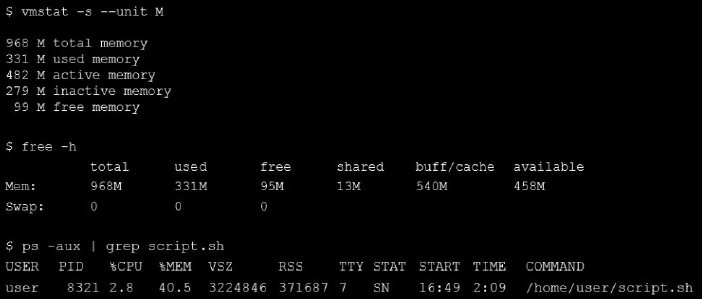 $ vmstat -s --unit M
968 M total memory
331 M used memory
482 M active memory
279 M inactive memory
99 M free memory
$ free -h
total used free shared buff/cache available
Mem: 968M 331M 95M 13M 540M 458M
Swap: 0 0 0
$ ps -aux | grep script.sh
USER PID %CPU %MEM VSZ RSS TTY STAT START TIME COMMAND
user 8321 2.8 40.5 3224846 371687 7 SN 16:49 2:09 /home/user/script.sh